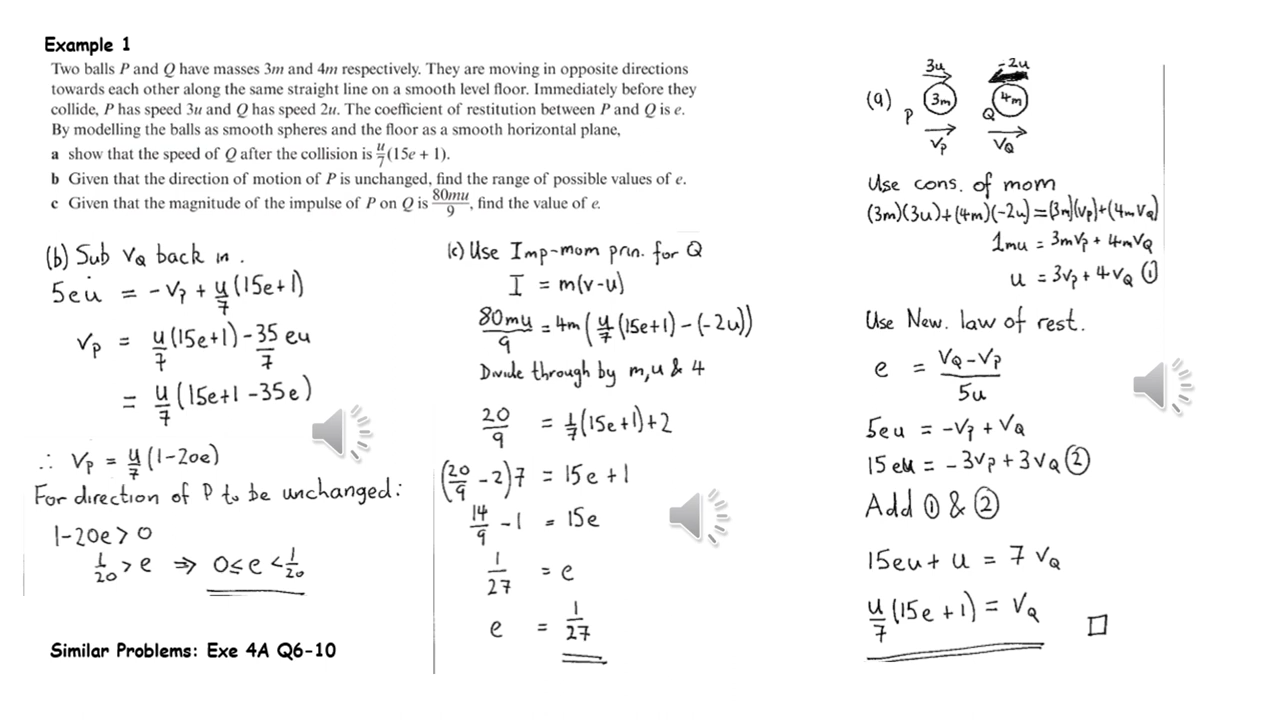 Example 1
Two balls P and Q have masses 3m and 4m respectively. They are moving in opposite directions
towards each other along the same straight line on a smooth level floor. Immediately before they
collide, P has speed 3u and Q has speed 2u. The coefficient of restitution between P and Q is e.
By modelling the balls as smooth spheres and the floor as a smooth horizontal plane,
a show that the speed of Q after the collision is u/7(15e + 1).
b Given that the direction of motion of P is unchanged, find the range of possible values of e.
c Given that the magnitude of the impulse of P on Q is 80mu/9, find the value of e.
(b) Sub VQ back in.
5eu = -VP + u/7(15e+1)
VP = u/7(15e+1) - 35/7 eu
= u/7(15e+1-35e)
∴ VP = u/7(1-20e)
For direction of P to be unchanged:
1-20e > 0
1/20 > e ⇒ 0 ≤ e < 1/20
Similar Problems: Exe 4A Q6-10
(c) Use Imp-mom prin. for Q
I = m(v-u)
80mu/9 = 4m(u/7(15e+1) - (-2u))
Divide through by m, u & 4
20/9 = 1/7(15e+1)+2
(20/9 - 2)7 = 15e + 1
14/9 - 1 = 15e
1/27 = e
e = 1/27
(a)
3u -2u
P 3m Q 4m
VP VQ
Use cons. of mom
(3m)(3u)+(4m)(-2u)=(3m)(VP)+(4mVQ)
1mu = 3mVP + 4mVQ
u = 3VP + 4VQ ①
Use New. law of rest.
e = VQ-VP/5u
5eu = -VP + VQ
15eu = -3VP + 3VQ ②
Add ① & ②
15eu + u = 7VQ
u/7(15e+1) = VQ □